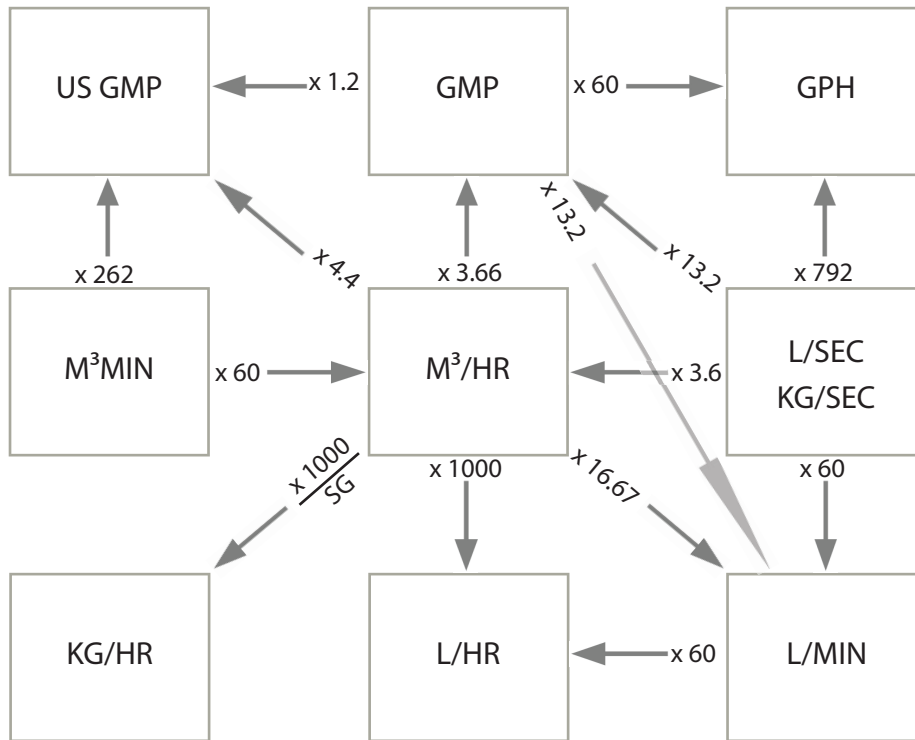 US GMP
x 1.2
GMP
x 60
GPH
x 262
x 4.4
x 3.66
x 13.2
x 13.2
x 792
M³MIN
x 60
M³/HR
x 3.6
L/SEC
KG/SEC
x 1000
SG
x 1000
x 16.67
x 60
KG/HR
L/HR
x 60
L/MIN